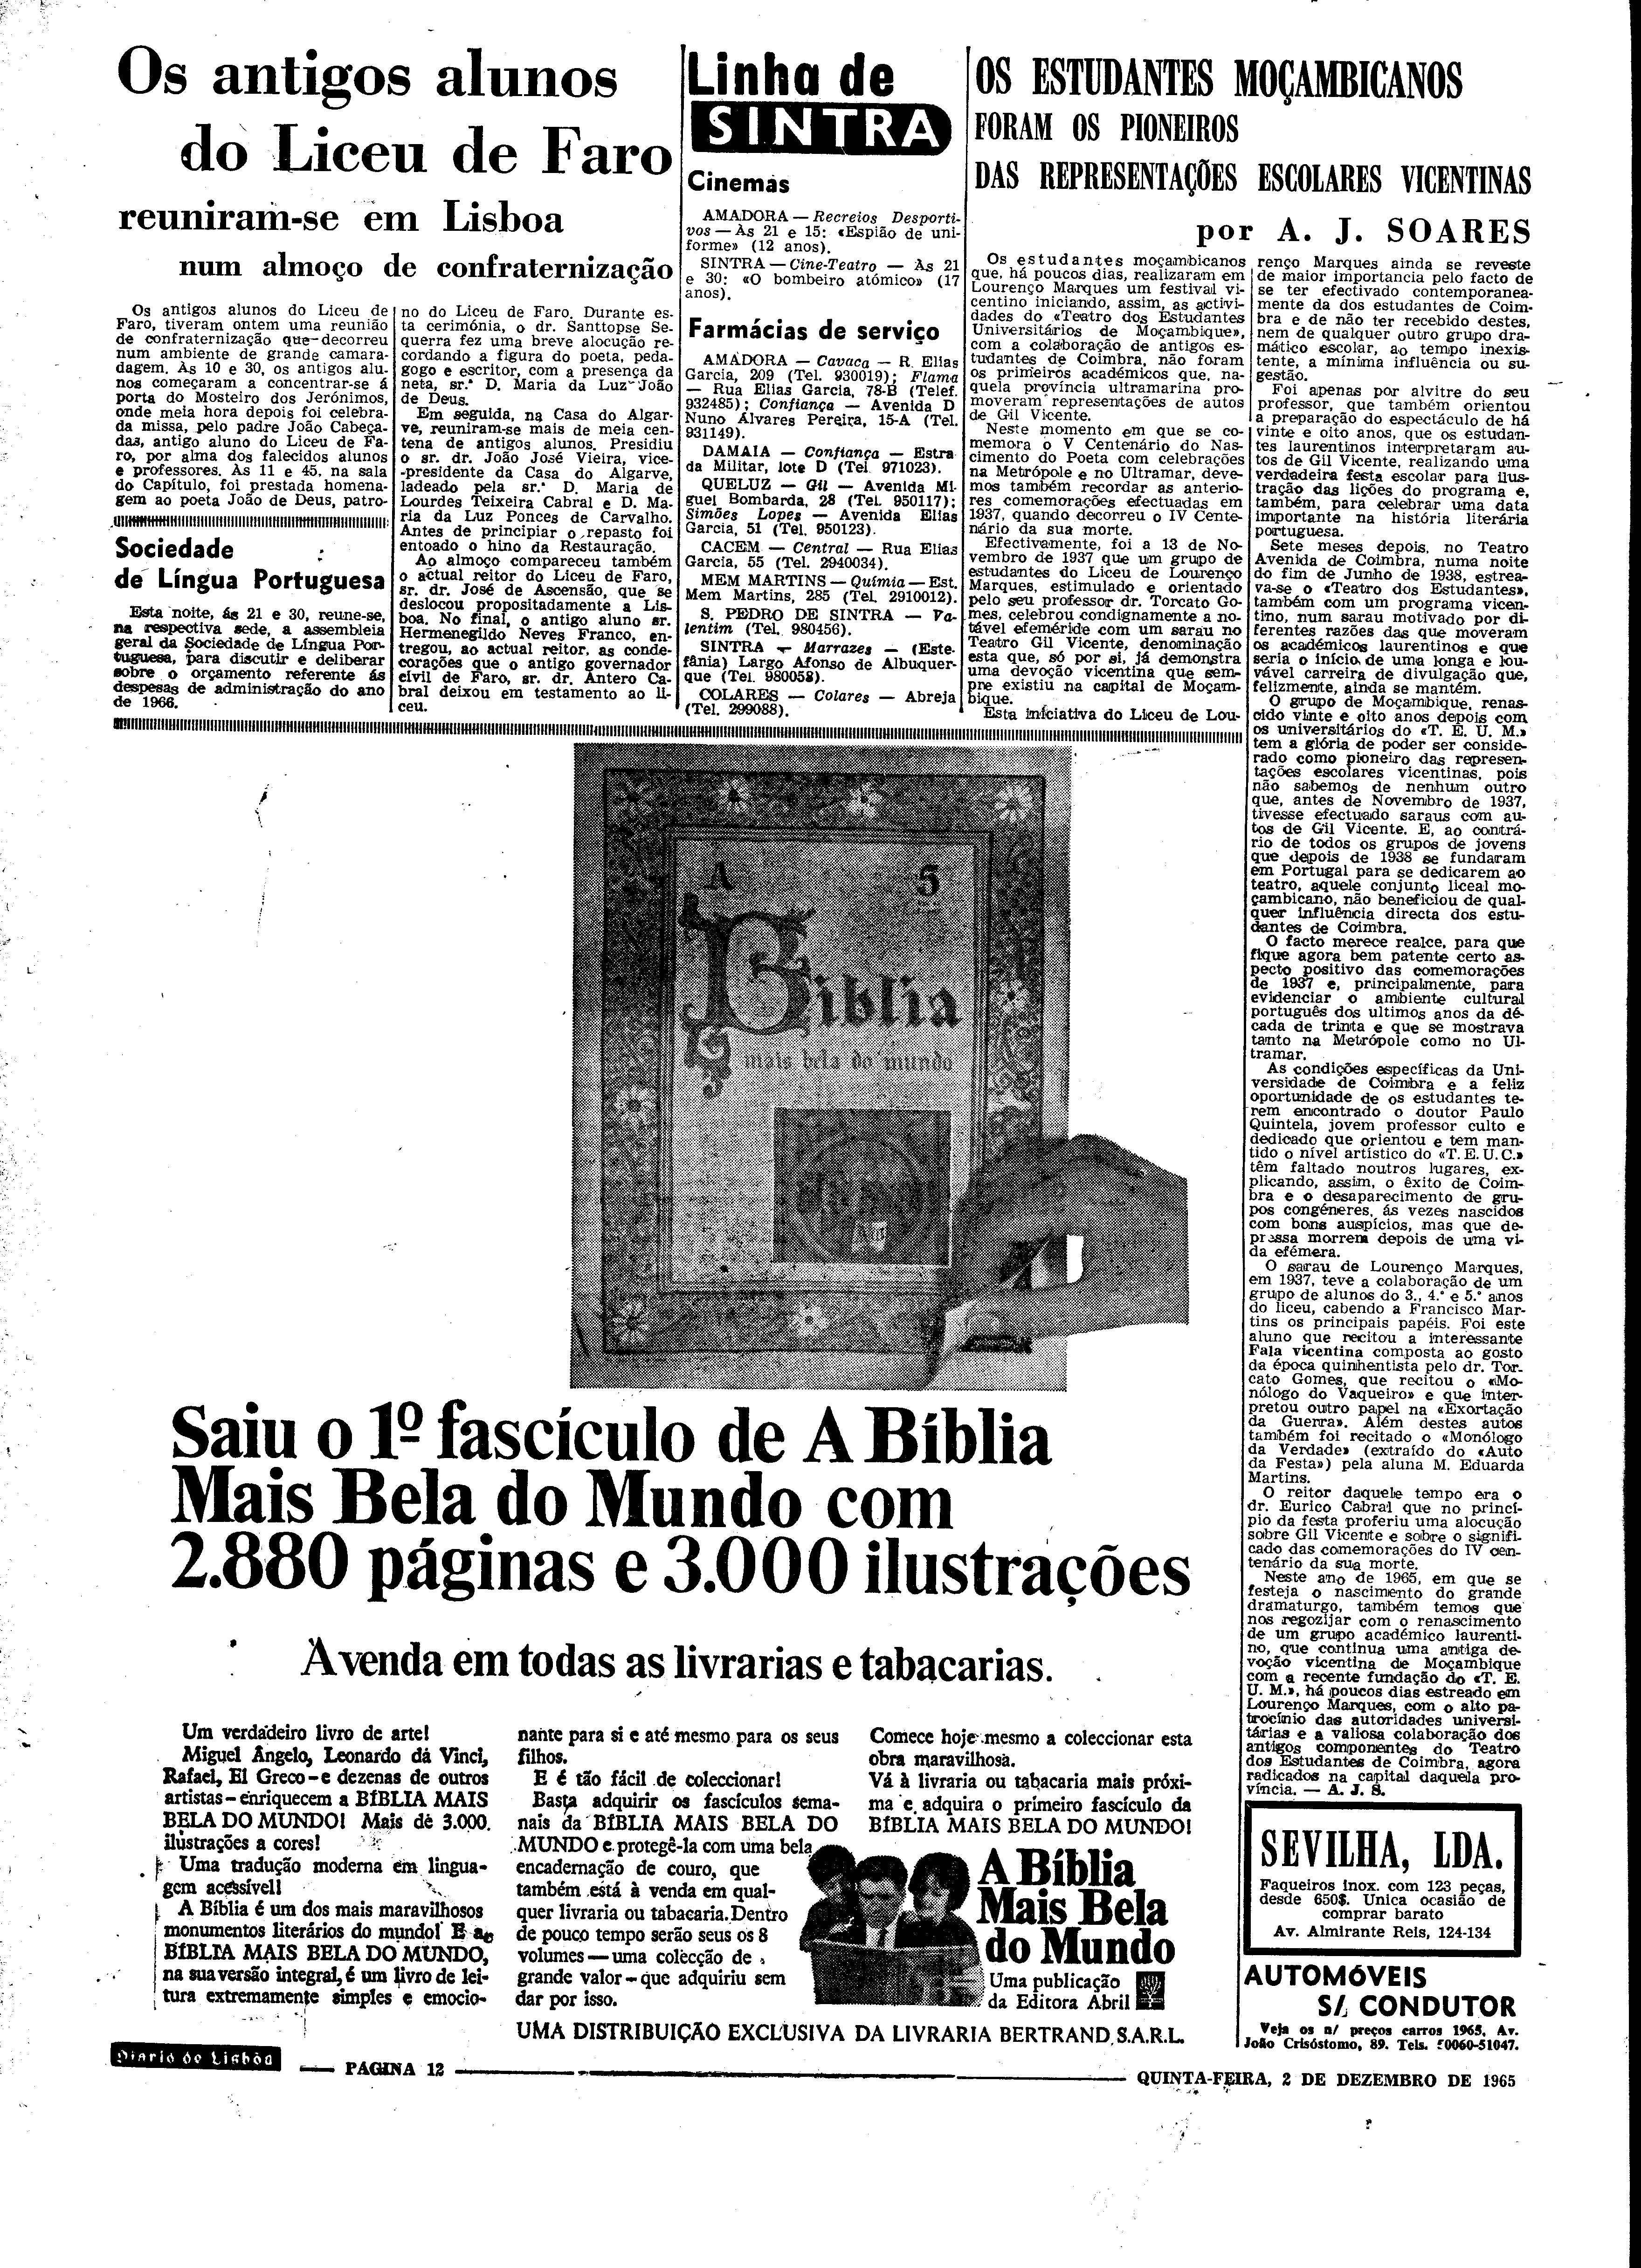 Os antigos alunos
do Liceu de Faro
reuniram-se em Lisboa
num almoço de confraternização
Os antigos alunos do Liceu de
Faro, tiveram ontem uma reunião
de confraternização que decorreu
num ambiente de grande camara-
dagem. Às 10 e 30, os antigos alu-
nos começaram a concentrar-se á
porta do Mosteiro dos Jerónimos,
onde meia hora depois foi celebra-
da missa, pelo padre João Cabeça-
das, antigo aluno do Liceu de Fa-
ro, por alma dos falecidos alunos
e professores. Às 11 e 45, na sala
do Capítulo, foi prestada homena-
gem ao poeta João de Deus, patro-
no do Liceu de Faro. Durante es-
ta cerimónia, o dr. Santtopse Se-
querra fez uma breve alocução re-
cordando a figura do poeta, peda-
gogo e escritor, com a presença da
neta, sr.ª D. Maria da Luz João
de Deus.
Em seguida, na Casa do Algar-
ve, reuniram-se mais de meia cen-
tena de antigos alunos. Presidiu
o sr. dr. João José Vieira, vice-
-presidente da Casa do Algarve,
ladeado pela sr.ª D. Maria de
Lourdes Teixeira Cabral e D. Ma-
ria da Luz Ponces de Carvalho.
Antes de principiar o repasto foi
entoado o hino da Restauração.
Ao almoço compareceu também
o actual reitor do Liceu de Faro,
sr. dr. José de Ascensão, que se
deslocou propositadamente a Lis-
boa. No final, o antigo aluno sr.
Hermenegildo Neves Franco, en-
tregou, ao actual reitor, as conde-
corações que o antigo governador
civil de Faro, sr. dr. Antero Ca-
bral deixou em testamento ao li-
ceu.
Sociedade
de Língua Portuguesa
Esta noite, ás 21 e 30, reune-se,
na respectiva sede, a assembleia
geral da Sociedade de Língua Por-
tuguesa, para discutir e deliberar
sobre o orçamento referente ás
despesas de administração do ano
de 1966.
Linha de
SINTRA
Cinemas
AMADORA — Recreios Desporti-
vos — Às 21 e 15: «Espião de uni-
forme» (12 anos).
SINTRA — Cine-Teatro — Às 21
e 30: «O bombeiro atómico» (17
anos).
Farmácias de serviço
AMADORA — Cavaca — R. Elias
Garcia, 209 (Tel. 930019); Flama
— Rua Elias Garcia, 78-B (Telef.
932485); Confiança — Avenida D
Nuno Álvares Pereira, 15-A (Tel.
931149).
DAMAIA — Confiança — Estra
da Militar, lote D (Tel. 971023).
QUELUZ — Gil — Avenida Mi-
guel Bombarda, 28 (Tel. 950117);
Simões Lopes — Avenida Elias
Garcia, 51 (Tel. 950123).
CACEM — Central — Rua Elias
Garcia, 55 (Tel. 2940034).
MEM MARTINS — Químia — Est.
Mem Martins, 285 (Tel. 2910012).
S. PEDRO DE SINTRA — Va-
lentim (Tel. 980456).
SINTRA — Marrazes — (Este-
fânia) Largo Afonso de Albuquer-
que (Tel. 980058).
COLARES — Colares — Abreja
(Tel. 299088).
OS ESTUDANTES MOÇAMBICANOS
FORAM OS PIONEIROS
DAS REPRESENTAÇÕES ESCOLARES VICENTINAS
por A. J. SOARES
Os estudantes moçambicanos
que, há poucos dias, realizaram em
Lourenço Marques um festival vi-
centino iniciando, assim, as activi-
dades do «Teatro dos Estudantes
Universitários de Moçambique»,
com a colaboração de antigos es-
tudantes de Coimbra, não foram
os primeiros académicos que, na-
quela província ultramarina pro-
moveram representações de autos
de Gil Vicente.
Neste momento em que se co-
memora o V Centenário do Nas-
cimento do Poeta com celebrações
na Metrópole e no Ultramar, deve-
mos também recordar as anterio-
res comemorações efectuadas em
1937, quando decorreu o IV Cente-
nário da sua morte.
Efectivamente, foi a 13 de No-
vembro de 1937 que um grupo de
estudantes do Liceu de Lourenço
Marques, estimulado e orientado
pelo seu professor dr. Torcato Go-
mes, celebrou condignamente a no-
tável efeméride com um sarau no
Teatro Gil Vicente, denominação
esta que, só por si, já demonstra
uma devoção vicentina que sem-
pre existiu na capital de Moçam-
bique.
Esta iniciativa do Liceu de Lou-
renço Marques ainda se reveste
de maior importancia pelo facto de
se ter efectivado contemporanea-
mente da dos estudantes de Coim-
bra e de não ter recebido destes,
nem de qualquer outro grupo dra-
mático escolar, ao tempo inexis-
tente, a mínima influência ou su-
gestão.
Foi apenas por alvitre do seu
professor, que também orientou
a preparação do espectáculo de há
vinte e oito anos, que os estudan-
tes laurentinos interpretaram au-
tos de Gil Vicente, realizando uma
verdadeira festa escolar para ilus-
tração das lições do programa e,
também, para celebrar uma data
importante na história literária
portuguesa.
Sete meses depois, no Teatro
Avenida de Coimbra, numa noite
do fim de Junho de 1938, estrea-
va-se o «Teatro dos Estudantes»,
também com um programa vicen-
tino, num sarau motivado por di-
ferentes razões das que moveram
os académicos laurentinos e que
seria o início de uma longa e lou-
vável carreira de divulgação que,
felizmente, ainda se mantém.
O grupo de Moçambique, renas-
cido vinte e oito anos depois com
os universitários do «T. E. U. M.»
tem a glória de poder ser conside-
rado como pioneiro das represen-
tações escolares vicentinas, pois
não sabemos de nenhum outro
que, antes de Novembro de 1937,
tivesse efectuado saraus com au-
tos de Gil Vicente. E, ao contrá-
rio de todos os grupos de jovens
que depois de 1938 se fundaram
em Portugal para se dedicarem ao
teatro, aquele conjunto liceal mo-
çambicano, não beneficiou de qual-
quer influência directa dos estu-
dantes de Coimbra.
O facto merece realce, para que
fique agora bem patente certo as-
pecto positivo das comemorações
de 1937 e, principalmente, para
evidenciar o ambiente cultural
português dos ultimos anos da dé-
cada de trinta e que se mostrava
tanto na Metrópole como no Ul-
tramar.
As condições específicas da Uni-
versidade de Coimbra e a feliz
oportunidade de os estudantes te-
rem encontrado o doutor Paulo
Quintela, jovem professor culto e
dedicado que orientou e tem man-
tido o nível artístico do «T. E. U. C.»
têm faltado noutros lugares, ex-
plicando, assim, o êxito de Coim-
bra e o desaparecimento de gru-
pos congéneres, ás vezes nascidos
com bons auspícios, mas que de-
pressa morrem depois de uma vi-
da efémera.
O sarau de Lourenço Marques,
em 1937, teve a colaboração de um
grupo de alunos do 3., 4.º e 5.º anos
do liceu, cabendo a Francisco Mar-
tins os principais papéis. Foi este
aluno que recitou a interessante
Fala vicentina composta ao gosto
da época quinhentista pelo dr. Tor-
cato Gomes, que recitou o «Mo-
nólogo do Vaqueiro» e que inter-
pretou outro papel na «Exortação
da Guerra». Além destes autos
também foi recitado o «Monólogo
da Verdade» (extraído do «Auto
da Festa») pela aluna M. Eduarda
Martins.
O reitor daquele tempo era o
dr. Eurico Cabral que no princí-
pio da festa proferiu uma alocução
sobre Gil Vicente e sobre o signifi-
cado das comemorações do IV cen-
tenário da sua morte.
Neste ano de 1965, em que se
festeja o nascimento do grande
dramaturgo, também temos que
nos regozijar com o renascimento
de um grupo académico laurenti-
no, que continua uma antiga de-
voção vicentina de Moçambique
com a recente fundação do «T. E.
U. M.», há poucos dias estreado em
Lourenço Marques, com o alto pa-
trocínio das autoridades universi-
tárias e a valiosa colaboração dos
antigos componentes do Teatro
dos Estudantes de Coimbra, agora
radicados na capital daquela pro-
víncia. — A. J. S.
A 5
Bíblia
mais bela do mundo
Saiu o 1º fascículo de A Bíblia
Mais Bela do Mundo com
2.880 páginas e 3.000 ilustrações
À venda em todas as livrarias e tabacarias.
Um verdadeiro livro de arte!
Miguel Ângelo, Leonardo da Vinci,
Rafael, El Greco – e dezenas de outros
artistas – enriquecem a BÍBLIA MAIS
BELA DO MUNDO! Mais de 3.000
ilustrações a cores!
Uma tradução moderna em lingua-
gem acessível!
A Bíblia é um dos mais maravilhosos
monumentos literários do mundo! E a
BÍBLIA MAIS BELA DO MUNDO,
na sua versão integral, é um livro de lei-
tura extremamente simples e emocio-
nante para si e até mesmo para os seus
filhos.
E é tão fácil de coleccionar!
Basta adquirir os fascículos sema-
nais da BÍBLIA MAIS BELA DO
MUNDO e protegê-la com uma bela
encadernação de couro, que
também está à venda em qual-
quer livraria ou tabacaria. Dentro
de pouco tempo serão seus os 8
volumes — uma colecção de
grande valor – que adquiriu sem
dar por isso.
Comece hoje mesmo a coleccionar esta
obra maravilhosa.
Vá à livraria ou tabacaria mais próxi-
ma e adquira o primeiro fascículo da
BÍBLIA MAIS BELA DO MUNDO!
A Bíblia
Mais Bela
do Mundo
Uma publicação
da Editora Abril
UMA DISTRIBUIÇÃO EXCLUSIVA DA LIVRARIA BERTRAND, S.A.R.L.
SEVILHA, LDA.
Faqueiros inox. com 123 peças,
desde 650$. Unica ocasião de
comprar barato
Av. Almirante Reis, 124-134
AUTOMÓVEIS
S/ CONDUTOR
Veja os n/ preços carros 1965. Av.
João Crisóstomo, 89. Tels. 50060-51047.
Diario de Lisboa
PAGINA 12
QUINTA-FEIRA, 2 DE DEZEMBRO DE 1965